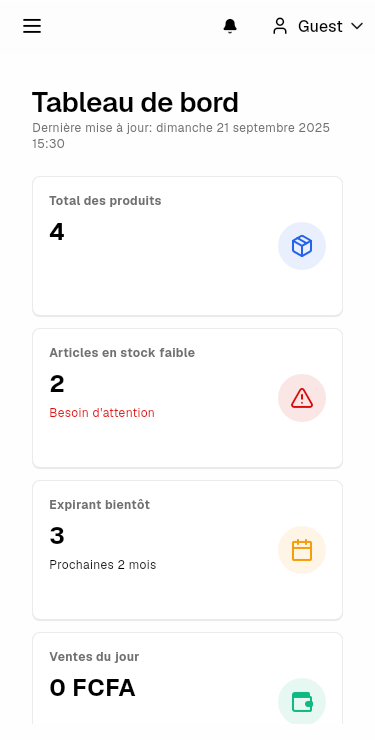 Guest
Tableau de bord
Dernière mise à jour: dimanche 21 septembre 2025
15:30
Total des produits
4
Articles en stock faible
2
Besoin d'attention
Expirant bientôt
3
Prochaines 2 mois
Ventes du jour
0 FCFA